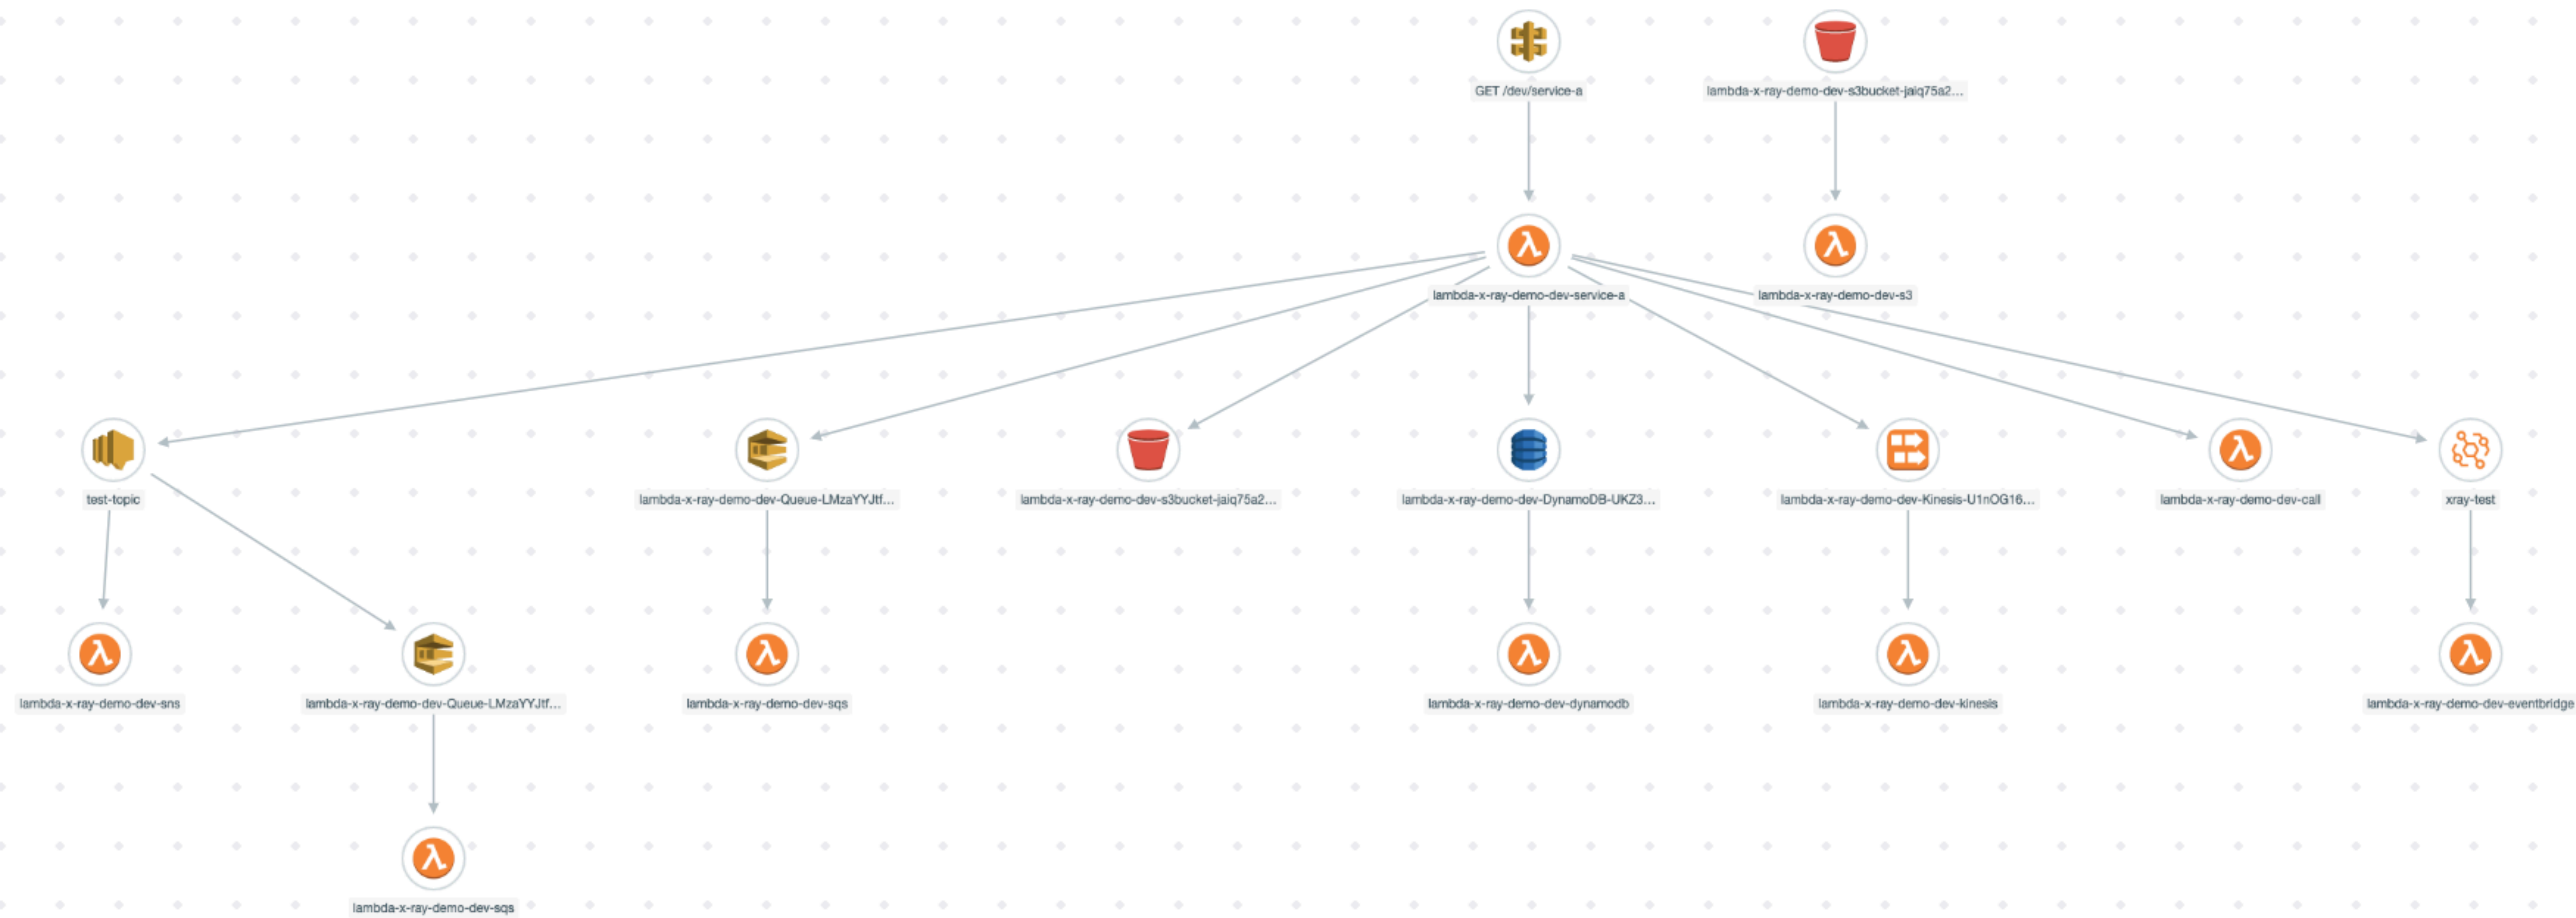 GET /dev/service-a
lambda-x-ray-demo-dev-s3bucket-jaiq75a2...
lambda-x-ray-demo-dev-service-a
lambda-x-ray-demo-dev-s3
test-topic
lambda-x-ray-demo-dev-Queue-LMzaYYJtf...
lambda-x-ray-demo-dev-s3bucket-jaiq75a2...
lambda-x-ray-demo-dev-DynamoDB-UKZ3...
lambda-x-ray-demo-dev-Kinesis-U1nOG16...
lambda-x-ray-demo-dev-call
xray-test
lambda-x-ray-demo-dev-sns
lambda-x-ray-demo-dev-Queue-LMzaYYJtf...
lambda-x-ray-demo-dev-sqs
lambda-x-ray-demo-dev-dynamodb
lambda-x-ray-demo-dev-kinesis
lambda-x-ray-demo-dev-eventbridge
lambda-x-ray-demo-dev-sqs